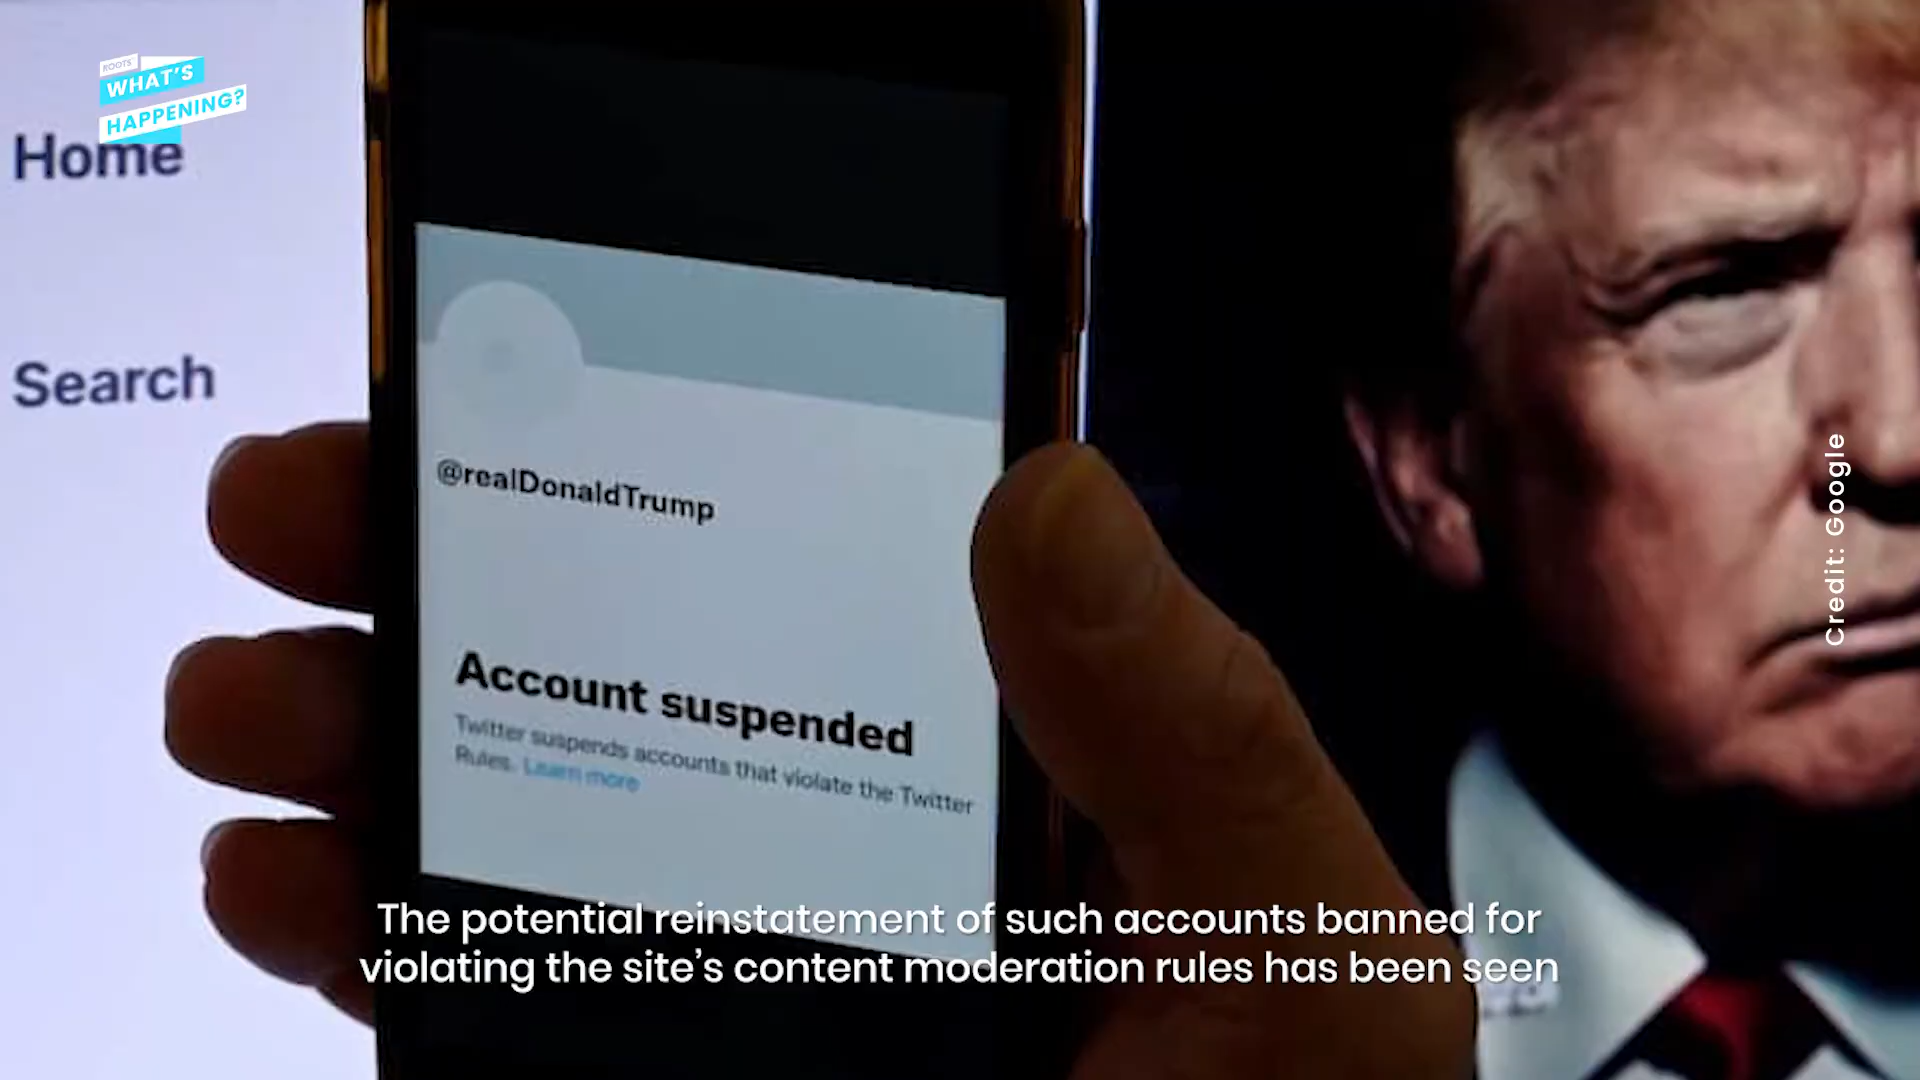 ROOTS
WHAT'S
HAPPENING?
Home
Search
@realDonaldTrump
Account suspended
Twitter suspends accounts that violate the Twitter
Rules. Learn more
Credit: Google
The potential reinstatement of such accounts banned for
violating the site's content moderation rules has been seen